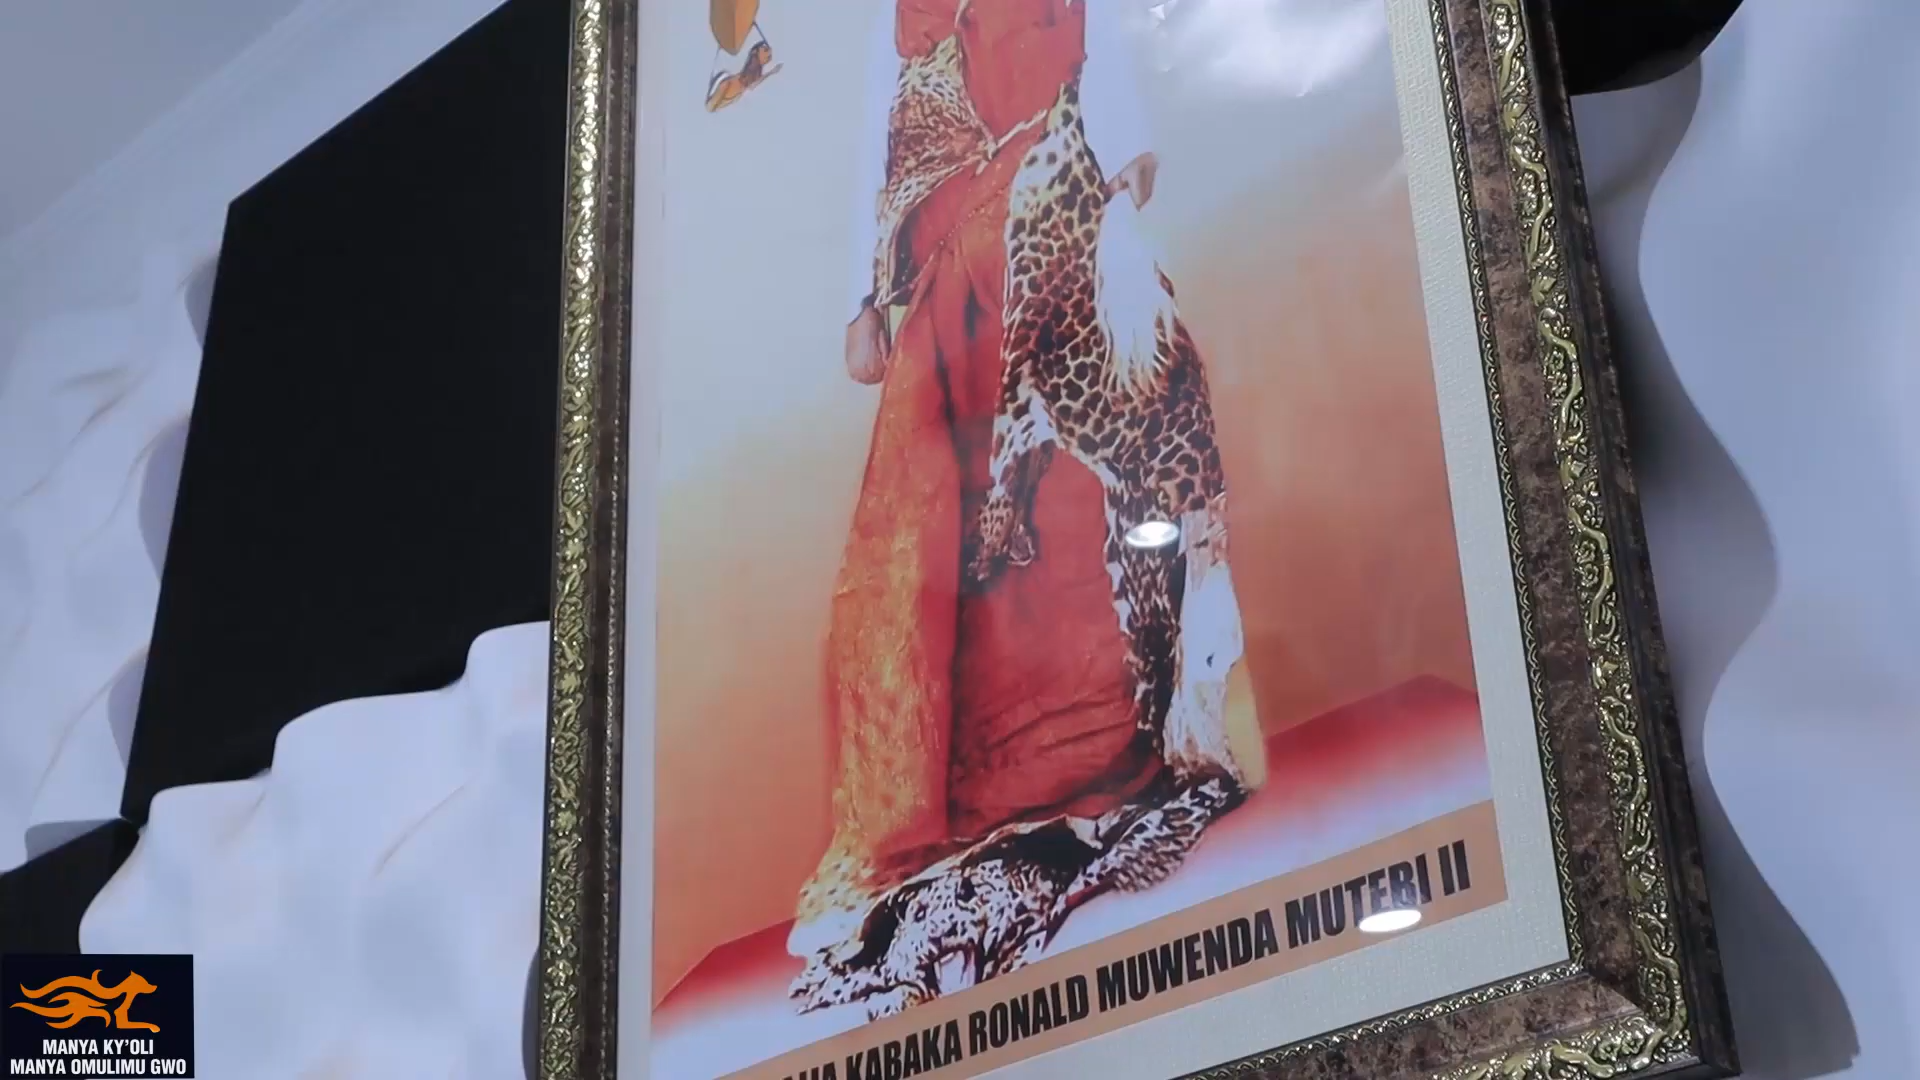 KABAKA RONALD MUWENDA MUTEBI II
MANYA KY'OLI
MANYA OMULIMU GWO